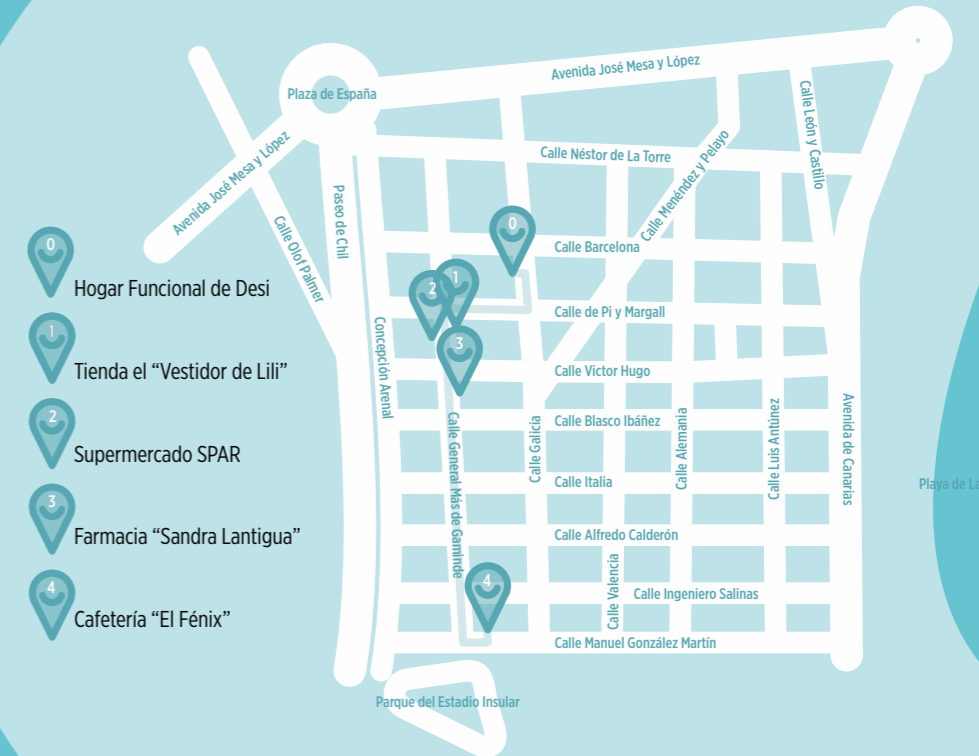 Avenida José Mesa y López
Plaza de España
Calle León y Castillo
Calle Néstor de La Torre
Calle Menéndez y Pelayo
Avenida José Mesa y López
Paseo de Chil
Calle Olof Palmer
0
Calle Barcelona
0
Hogar Funcional de Desi
1
2
Calle de Pi y Margall
1
Tienda el “Vestidor de Lili”
3
Concepción Arenal
Calle Victor Hugo
2
Supermercado SPAR
Calle General Más de Gaminde
Calle Galicia
Calle Blasco Ibáñez
Calle Alemania
Calle Luis Antúnez
Avenida de Canarias
Calle Italia
Playa de La
3
Farmacia “Sandra Lantigua”
Calle Alfredo Calderón
4
Cafetería “El Fénix”
4
Calle Valencia
Calle Ingeniero Salinas
Calle Manuel González Martín
Parque del Estadio Insular